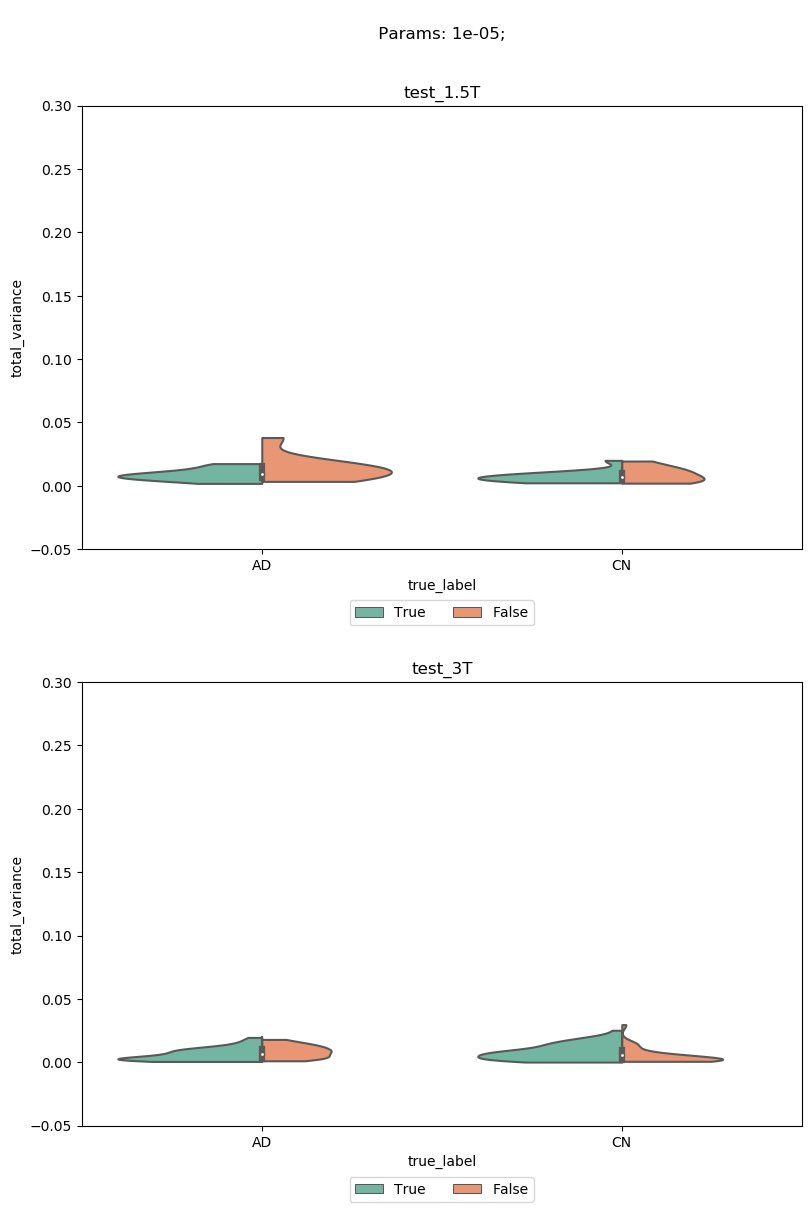 Params: 1e-05;
test_1.5T
0.30
0.25
0.20
0.15
0.10
0.05
0.00
−0.05
total_variance
AD CN
true_label
True False
test_3T
0.30
0.25
0.20
0.15
0.10
0.05
0.00
−0.05
total_variance
AD CN
true_label
True False